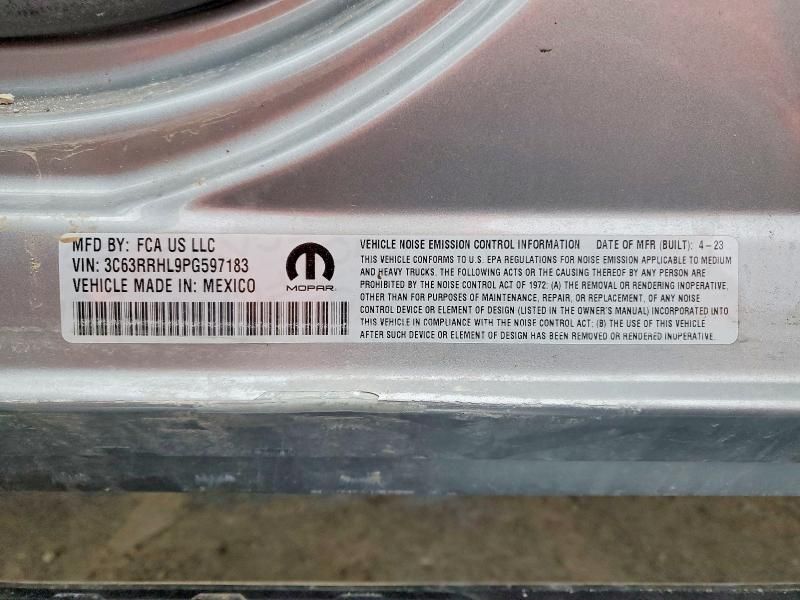 MFD BY: FCA US LLC
VIN: 3C63RRHL9PG597183
VEHICLE MADE IN: MEXICO
MOPAR
VEHICLE NOISE EMISSION CONTROL INFORMATION DATE OF MFR (BUILT): 4-23
THIS VEHICLE CONFORMS TO U.S. EPA REGULATIONS FOR NOISE EMISSION APPLICABLE TO MEDIUM
AND HEAVY TRUCKS. THE FOLLOWING ACTS OR THE CAUSING THEREOF BY ANY PERSON ARE
PROHIBITED BY THE NOISE CONTROL ACT OF 1972: (A) THE REMOVAL OR RENDERING INOPERATIVE,
OTHER THAN FOR PURPOSES OF MAINTENANCE, REPAIR, OR REPLACEMENT, OF ANY NOISE
CONTROL DEVICE OR ELEMENT OF DESIGN (LISTED IN THE OWNER'S MANUAL) INCORPORATED INTO
THIS VEHICLE IN COMPLIANCE WITH THE NOISE CONTROL ACT; (B) THE USE OF THIS VEHICLE
AFTER SUCH DEVICE OR ELEMENT OF DESIGN HAS BEEN REMOVED OR RENDERED INOPERATIVE.